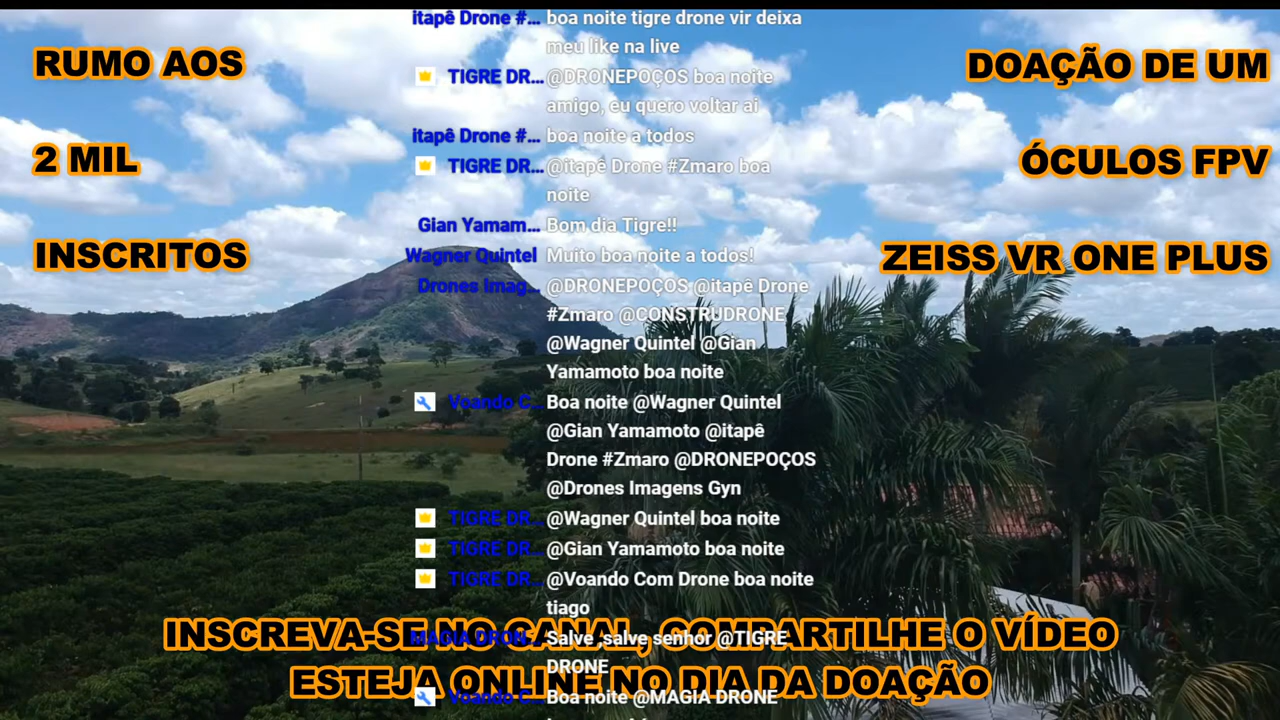 RUMO AOS
2 MIL
INSCRITOS
itapê Drone #... boa noite tigre drone vir deixa
meu like na live
TIGRE DR... @DRONEPOÇOS boa noite
amigo, eu quero voltar ai
itapê Drone #... boa noite a todos
TIGRE DR... @itapê Drone #Zmaro boa
noite
Gian Yamam... Bom dia Tigre!!
Wagner Quintel Muito boa noite a todos!
Drones Imag... @DRONEPOÇOS @itapê Drone
#Zmaro @CONSTRUDRONE
@Wagner Quintel @Gian
Yamamoto boa noite
Voando C... Boa noite @Wagner Quintel
@Gian Yamamoto @itapê
Drone #Zmaro @DRONEPOÇOS
@Drones Imagens Gyn
TIGRE DR... @Wagner Quintel boa noite
TIGRE DR... @Gian Yamamoto boa noite
TIGRE DR... @Voando Com Drone boa noite
tiago
MAGIA DRON... Salve ,salve senhor @TIGRE
DRONE
Voando C... Boa noite @MAGIA DRONE
DOAÇÃO DE UM
ÓCULOS FPV
ZEISS VR ONE PLUS
INSCREVA-SE NO CANAL, COMPARTILHE O VÍDEO
ESTEJA ONLINE NO DIA DA DOAÇÃO